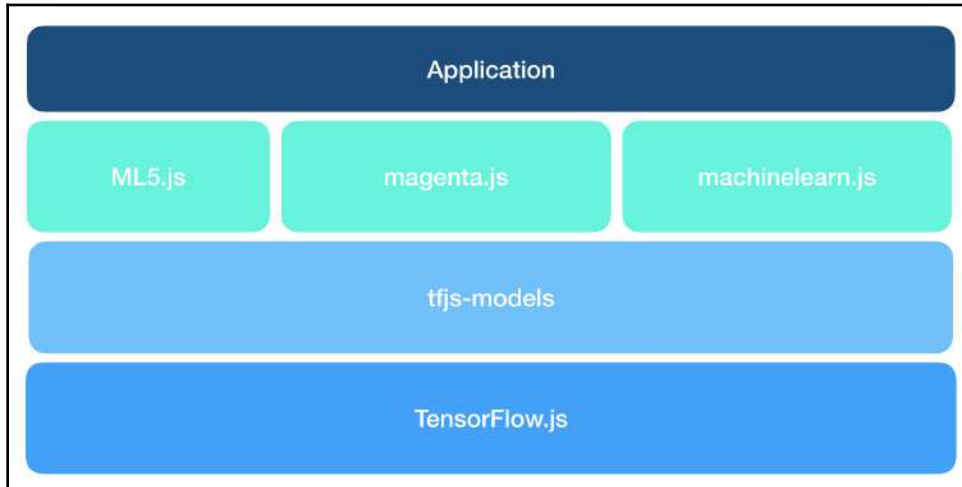 Application
ML5.js
magenta.js
machinelearn.js
tfjs-models
TensorFlow.js